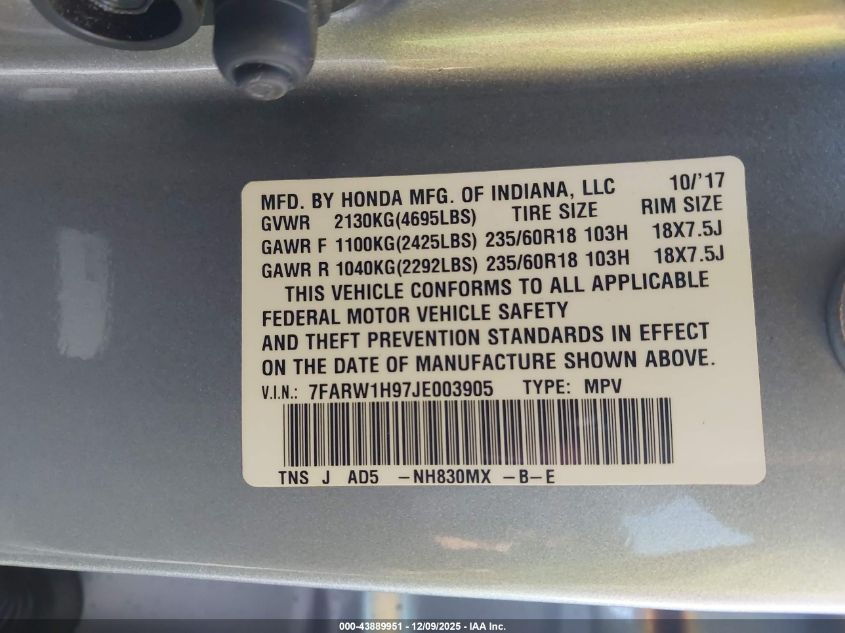 MFD. BY HONDA MFG. OF INDIANA, LLC 10/'17
GVWR 2130KG(4695LBS) TIRE SIZE RIM SIZE
GAWR F 1100KG(2425LBS) 235/60R18 103H 18X7.5J
GAWR R 1040KG(2292LBS) 235/60R18 103H 18X7.5J
THIS VEHICLE CONFORMS TO ALL APPLICABLE
FEDERAL MOTOR VEHICLE SAFETY
AND THEFT PREVENTION STANDARDS IN EFFECT
ON THE DATE OF MANUFACTURE SHOWN ABOVE.
V.I.N.: 7FARW1H97JE003905 TYPE: MPV
TNS J AD5 -NH830MX -B-E
000-43889951 - 12/09/2025 - IAA Inc.